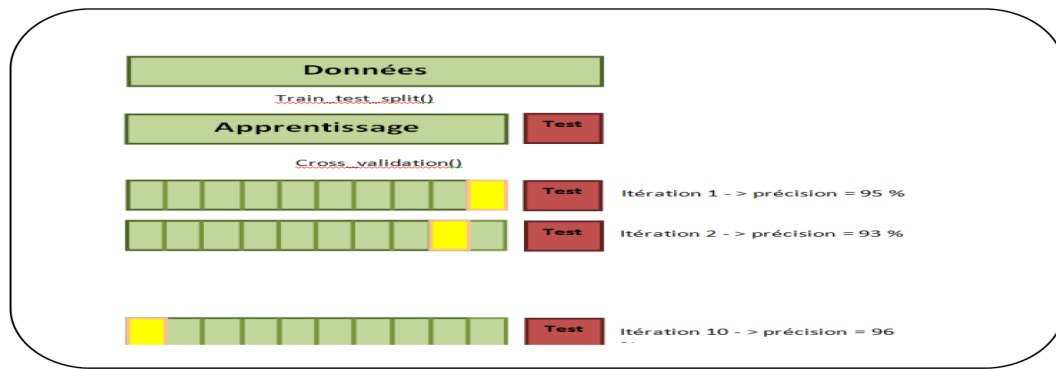 Données
Train_test_split()
Apprentissage Test
Cross_validation()
Test Itération 1 - > précision = 95 %
Test Itération 2 - > précision = 93 %
Test Itération 10 - > précision = 96